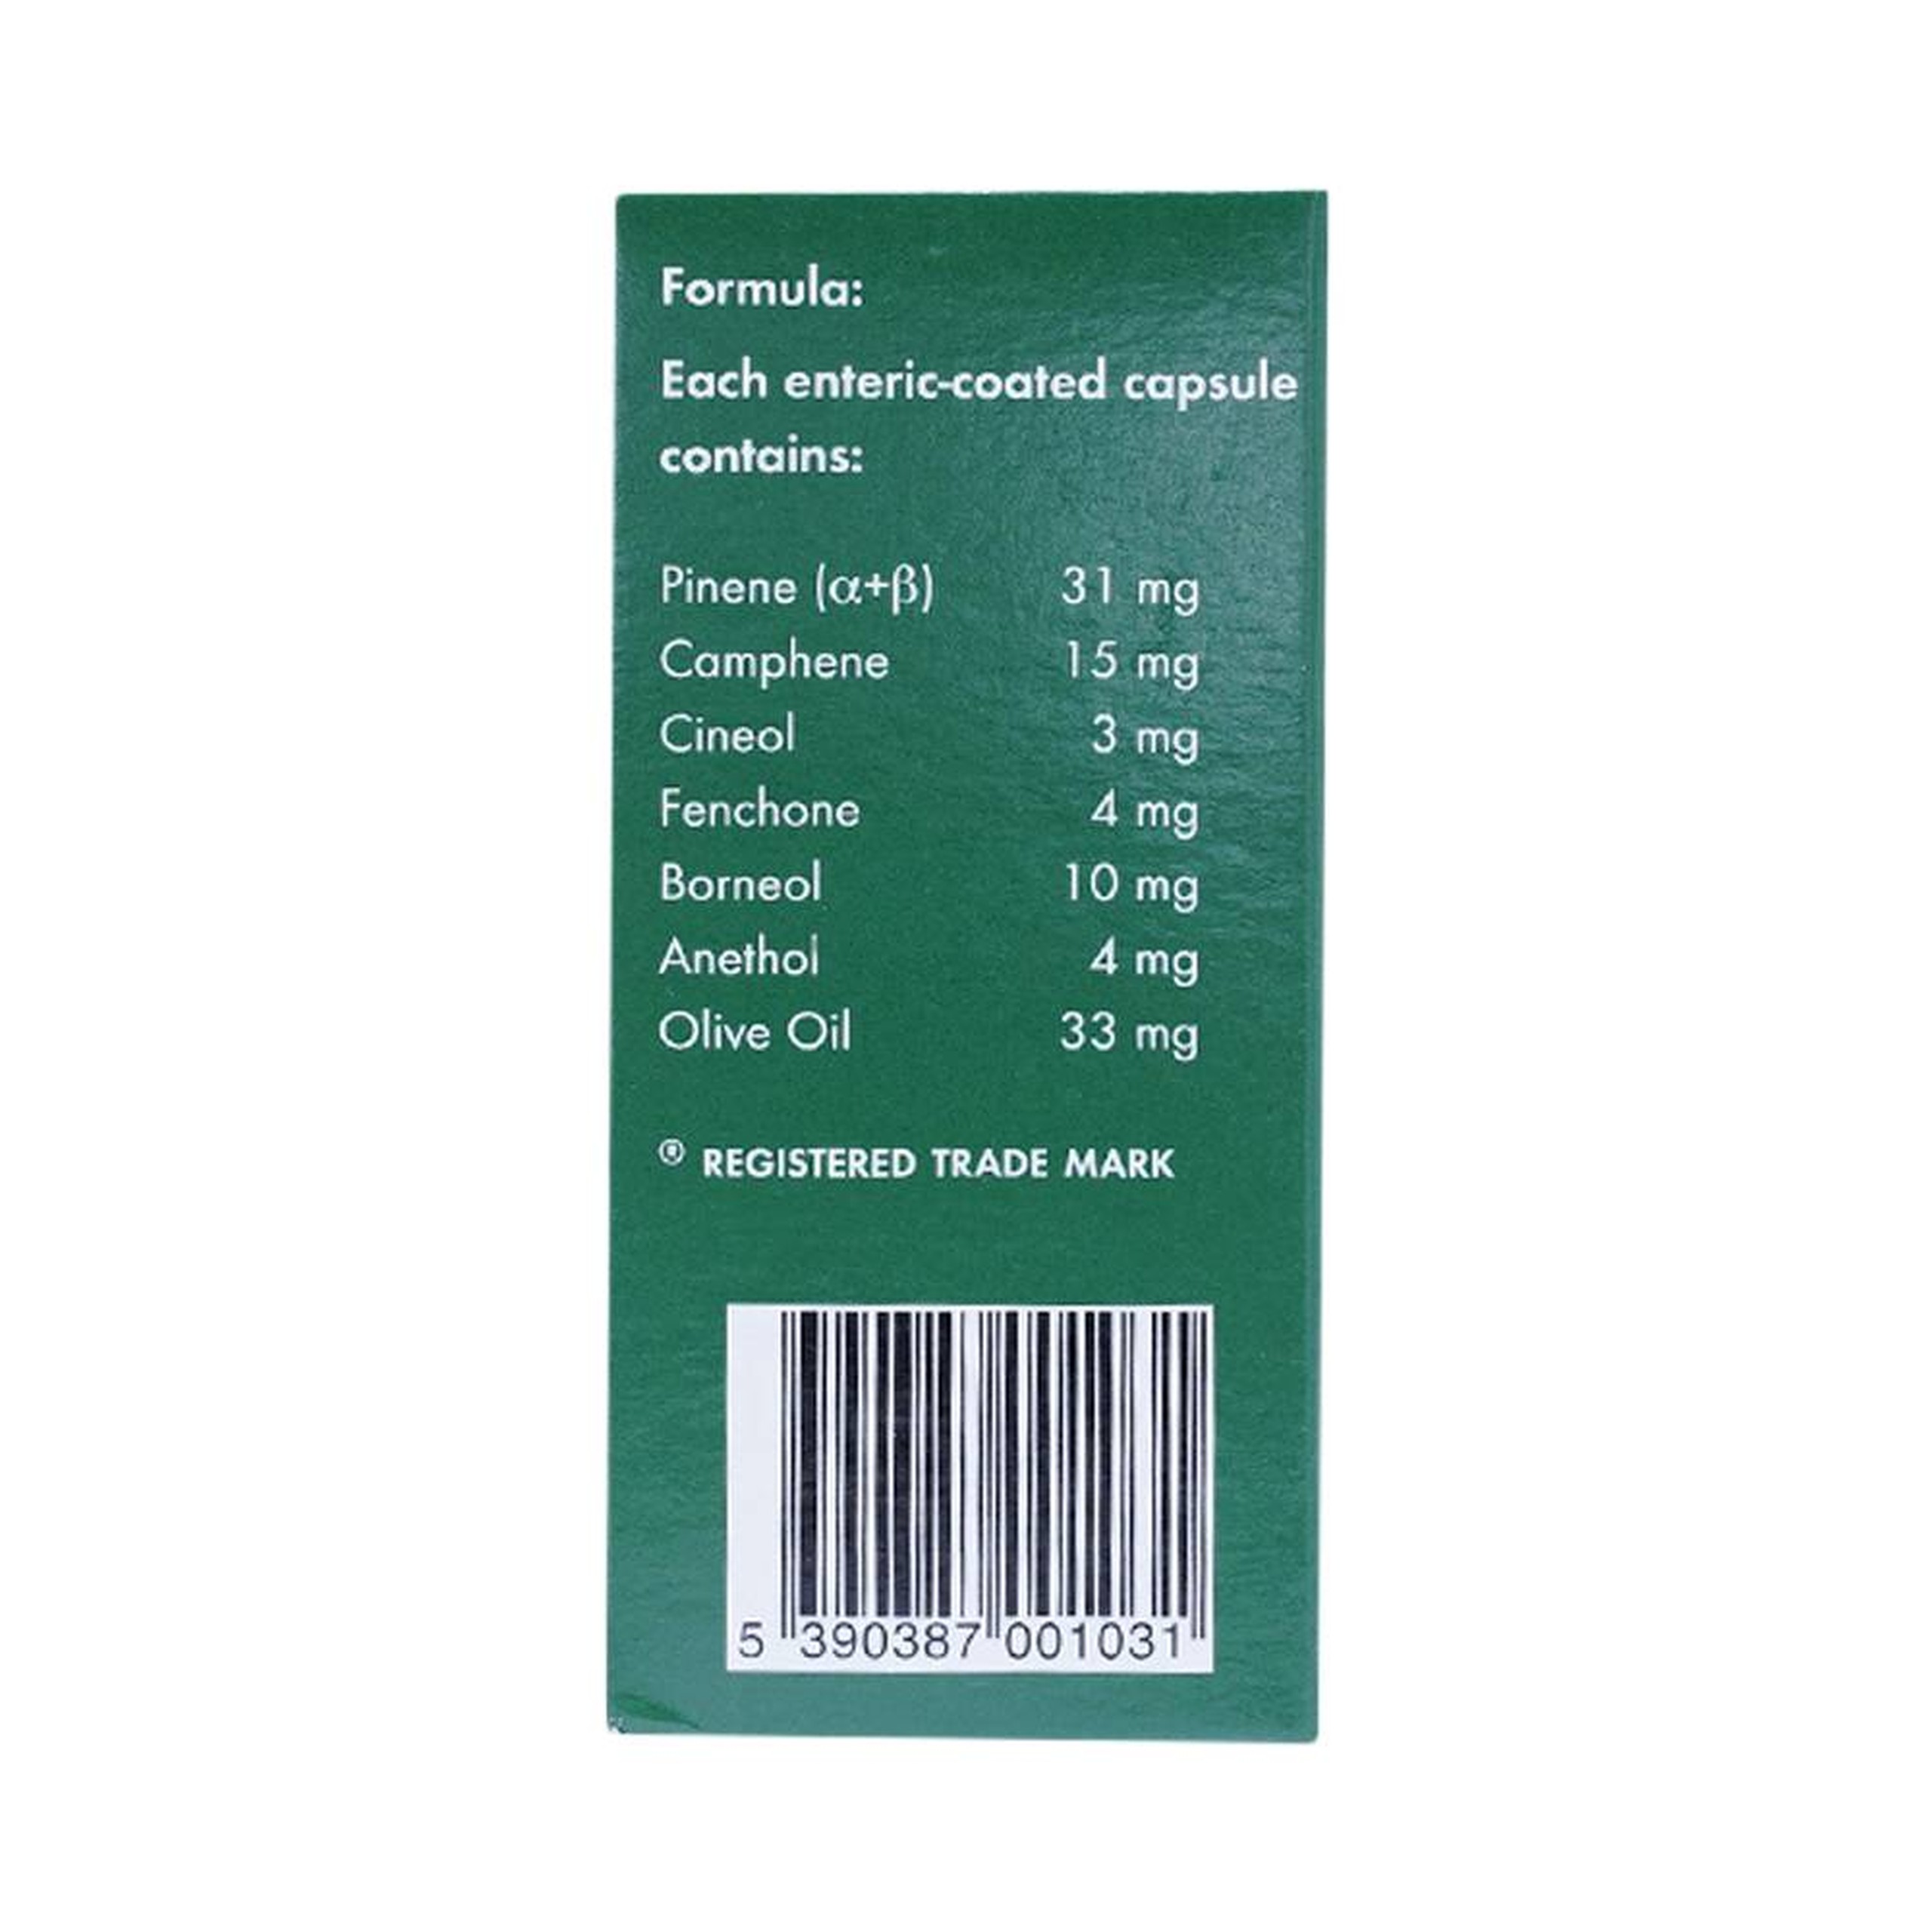 Formula:
Each enteric-coated capsule
contains:
Pinene (α+β) 31 mg
Camphene 15 mg
Cineol 3 mg
Fenchone 4 mg
Borneol 10 mg
Anethol 4 mg
Olive Oil 33 mg
® REGISTERED TRADE MARK
5 390387 001031